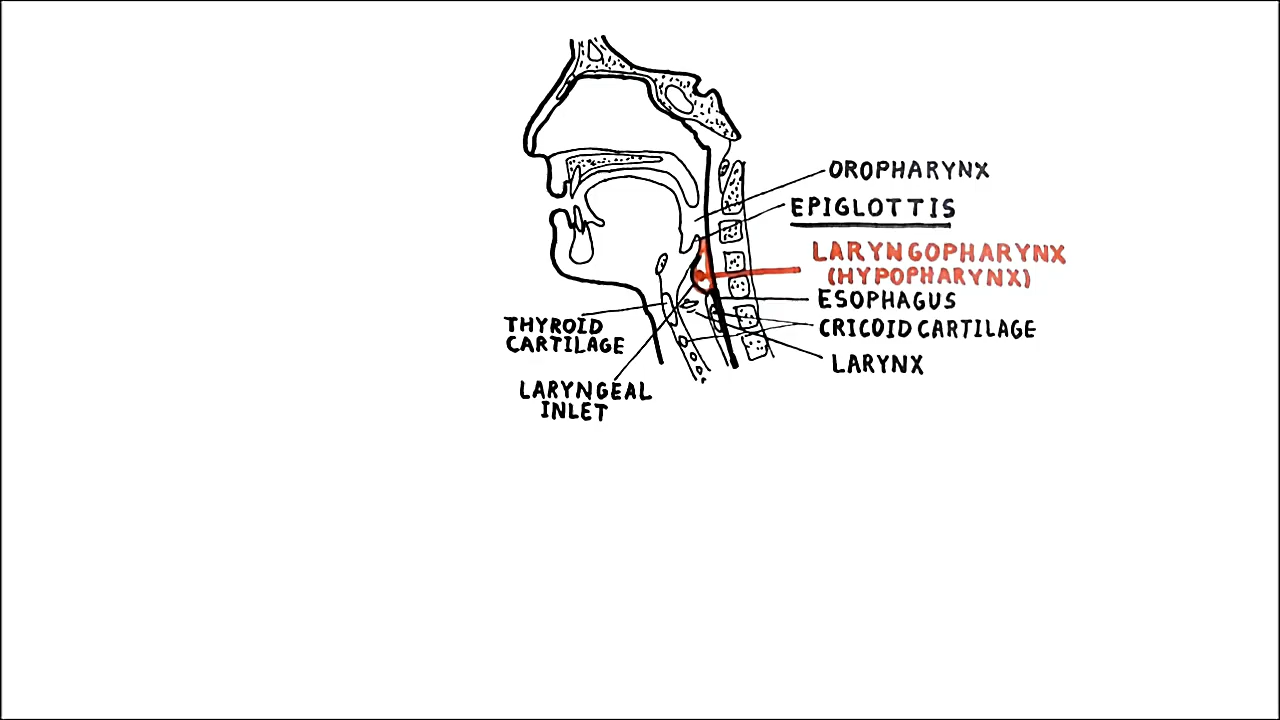 OROPHARYNX
EPIGLOTTIS
LARYNGOPHARYNX
(HYPOPHARYNX)
ESOPHAGUS
CRICOID CARTILAGE
LARYNX
THYROID
CARTILAGE
LARYNGEAL
INLET